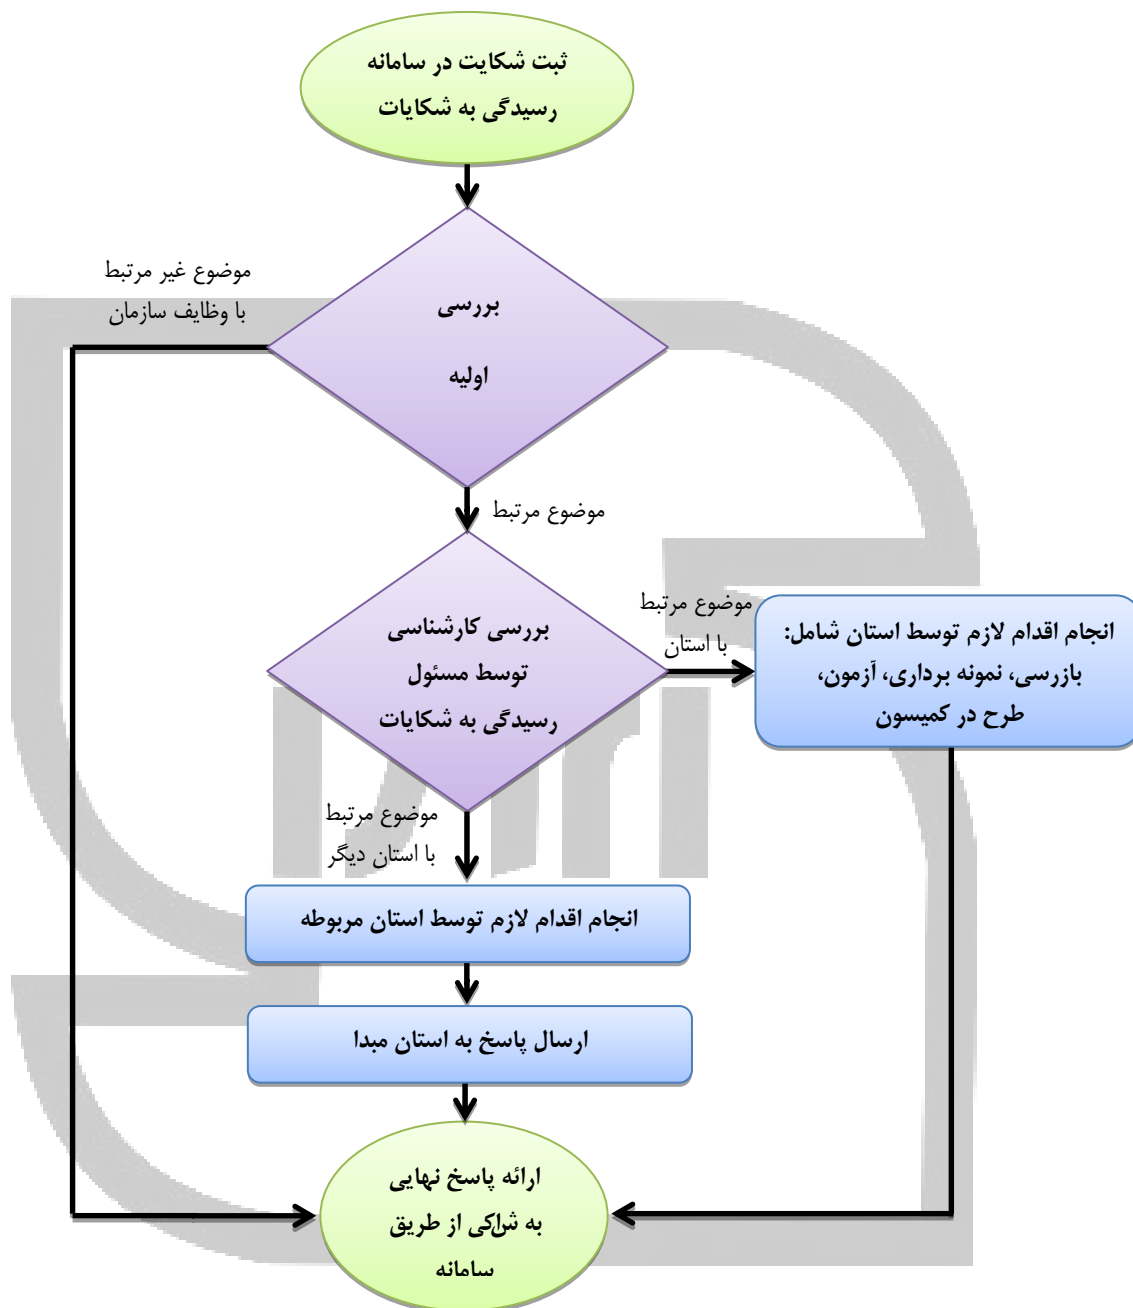 ثبت شکایت در سامانه
رسیدگی به شکایات
موضوع غیر مرتبط
با وظایف سازمان
بررسی
اولیه
موضوع مرتبط
بررسی کارشناسی
توسط مسئول
رسیدگی به شکایات
موضوع مرتبط
با استان
انجام اقدام لازم توسط استان شامل:
بازرسی، نمونه برداری، آزمون،
طرح در کمیسون
موضوع مرتبط
با استان دیگر
انجام اقدام لازم توسط استان مربوطه
ارسال پاسخ به استان مبدا
ارائه پاسخ نهایی
به شاکی از طریق
سامانه